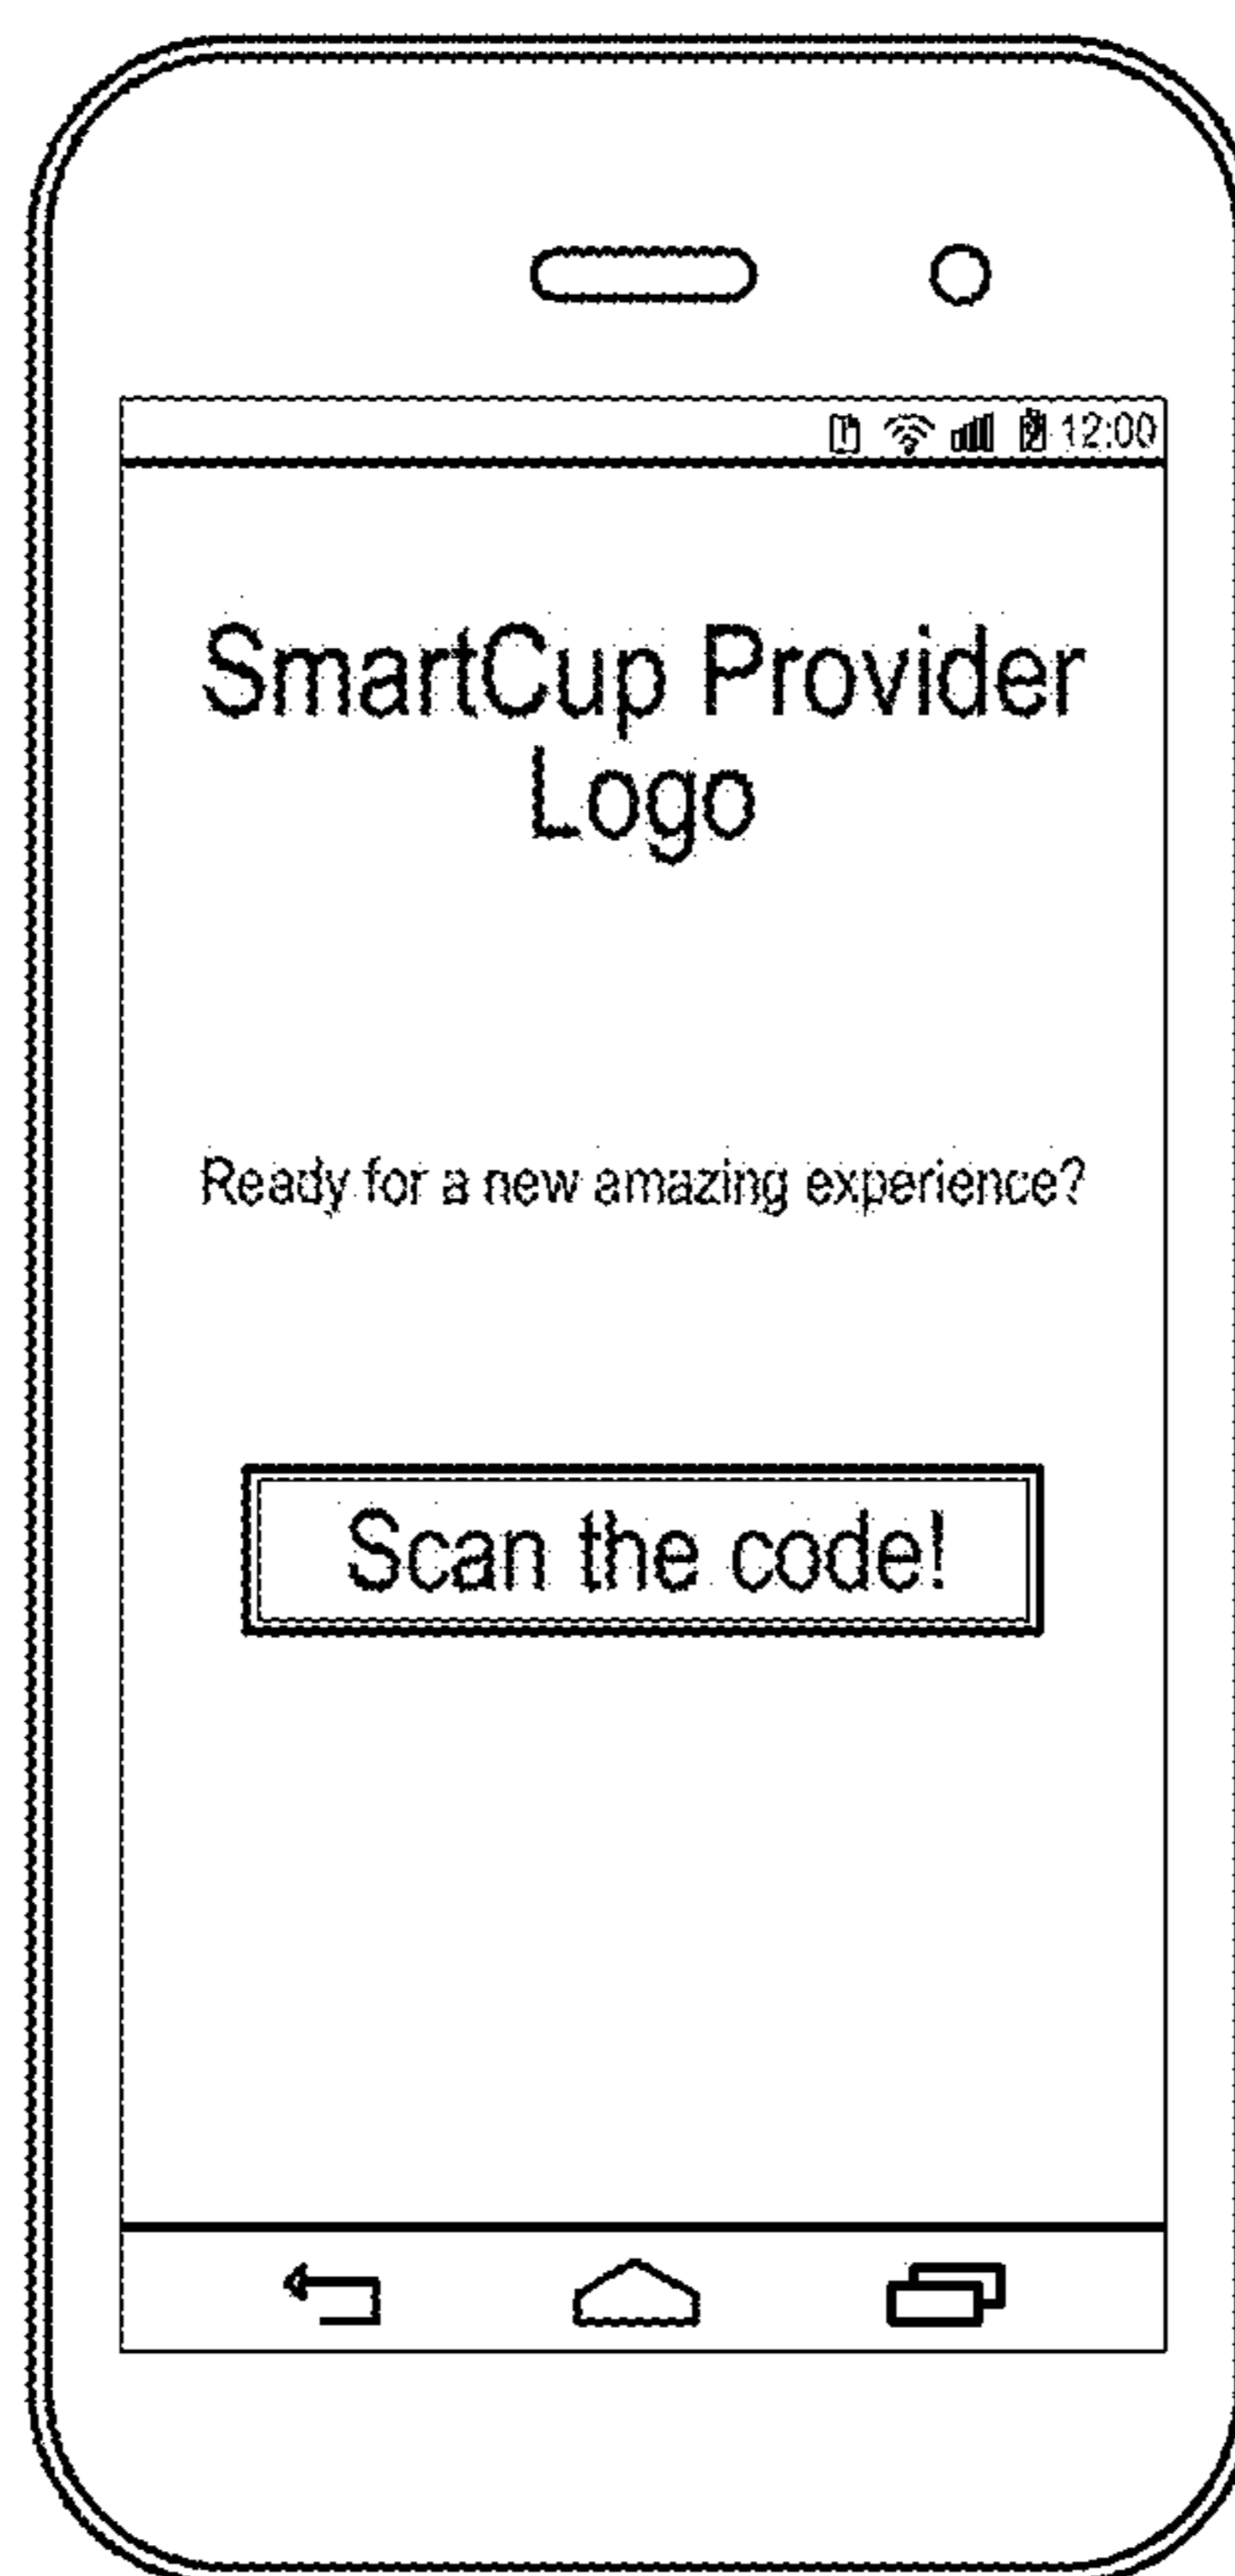 12:00
SmartCup Provider
Logo
Ready for a new amazing experience?
Scan the code!